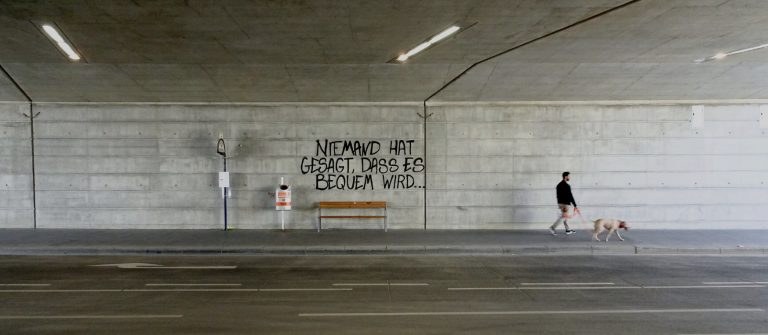 NIEMAND HAT
GESAGT, DASS ES
BEQUEM WIRD...